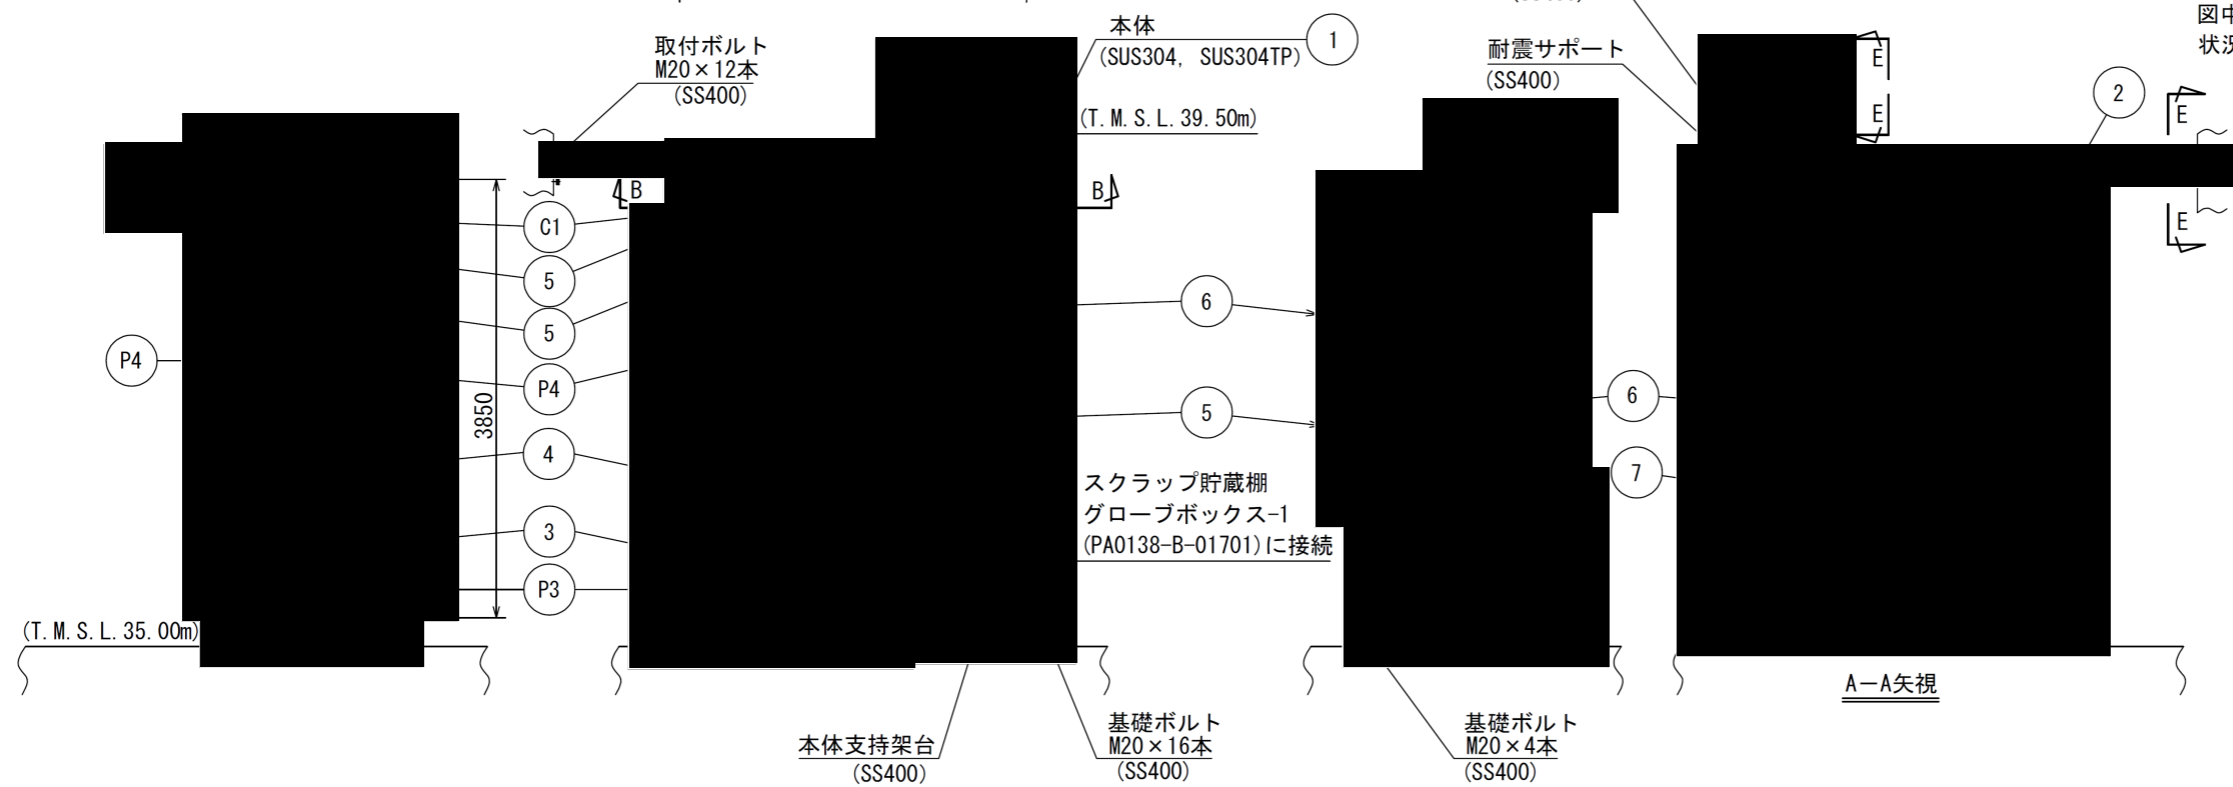 本体
(SUS304, SUS304TP)
1
取付ボルト
M20×12本
(SS400)
耐震サポート
(SS400)
図中
状況
E
E
2
E
E
(T.M.S.L.39.50m)
B
B
C1
5
5
P4
P4
3850
4
3
P3
6
5
6
7
スクラップ貯蔵棚
グローブボックス-1
(PA0138-B-01701)に接続
(T.M.S.L.35.00m)
A－A矢視
本体支持架台
(SS400)
基礎ボルト
M20×16本
(SS400)
基礎ボルト
M20×4本
(SS400)